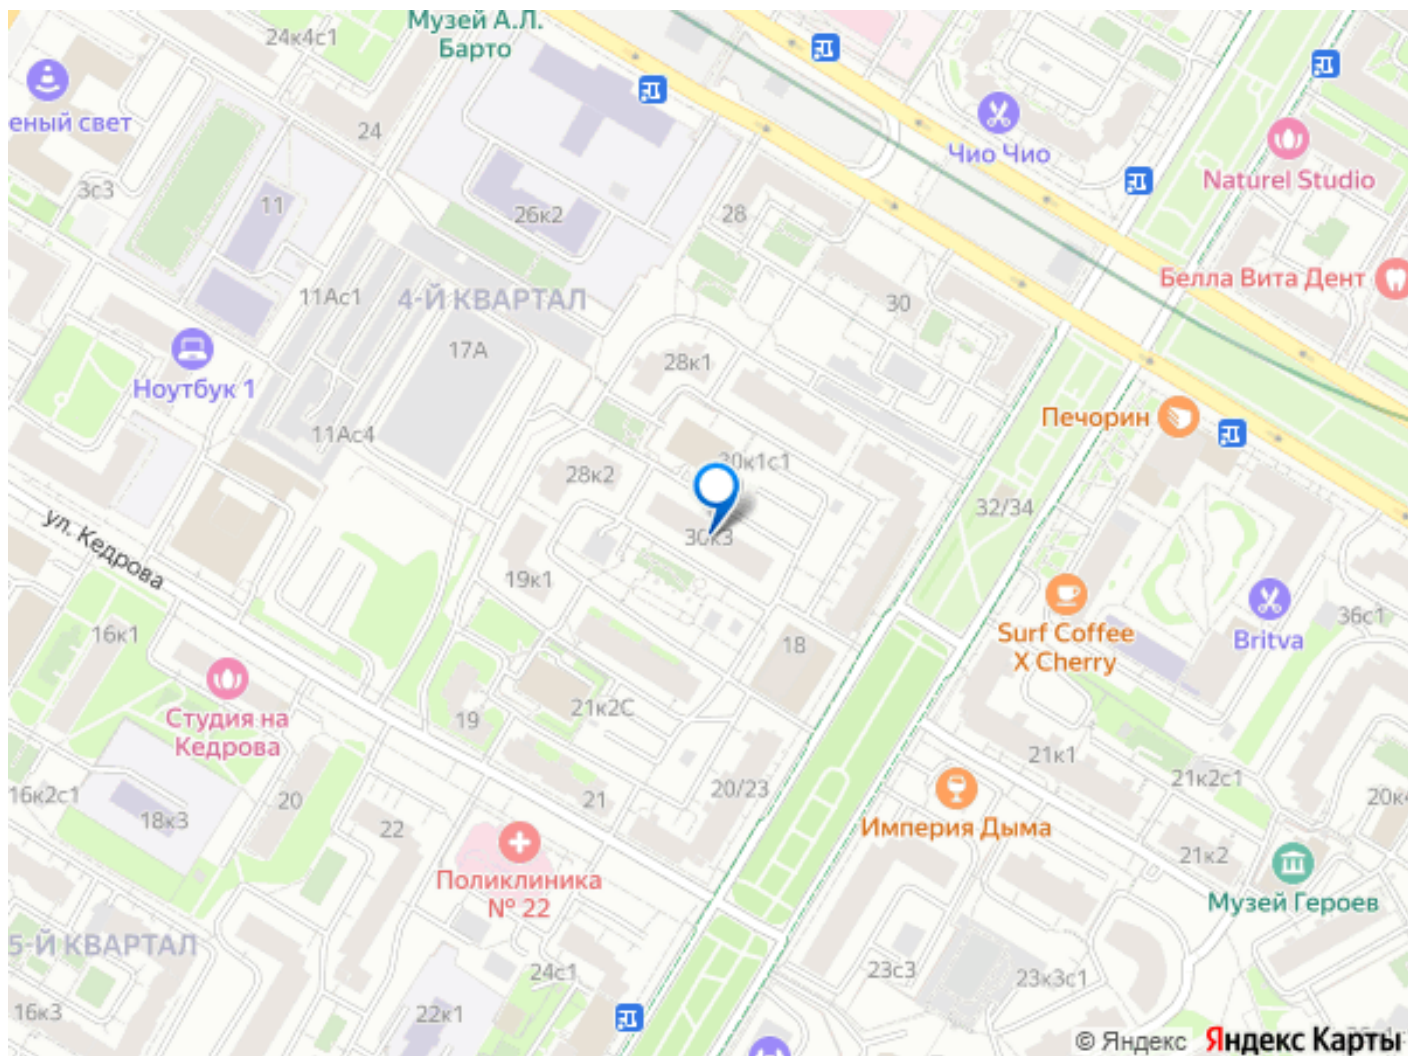 Музей А.Л.
Барто
24к4с1
еный свет
24
Чио Чио
Naturel Studio
3с3
11
26к2
28
Белла Вита Дент
11Ас1
4-Й КВАРТАЛ
30
17А
28к1
Ноутбук 1
Печорин
11Ас4
30к1с1
28к2
32/34
ул. Кедрова
30к3
19к1
Surf Coffee
X Cherry
Britva
36с1
16к1
18
Студия на
Кедрова
19
21к2С
21к1
21к2с1
16к2с1
18к3
20
22
21
20/23
Империя Дыма
20к4
21к2
Поликлиника
№ 22
Музей Героев
5-Й КВАРТАЛ
24с1
23с3
23к3с1
16к3
22к1
© Яндекс Яндекс Карты